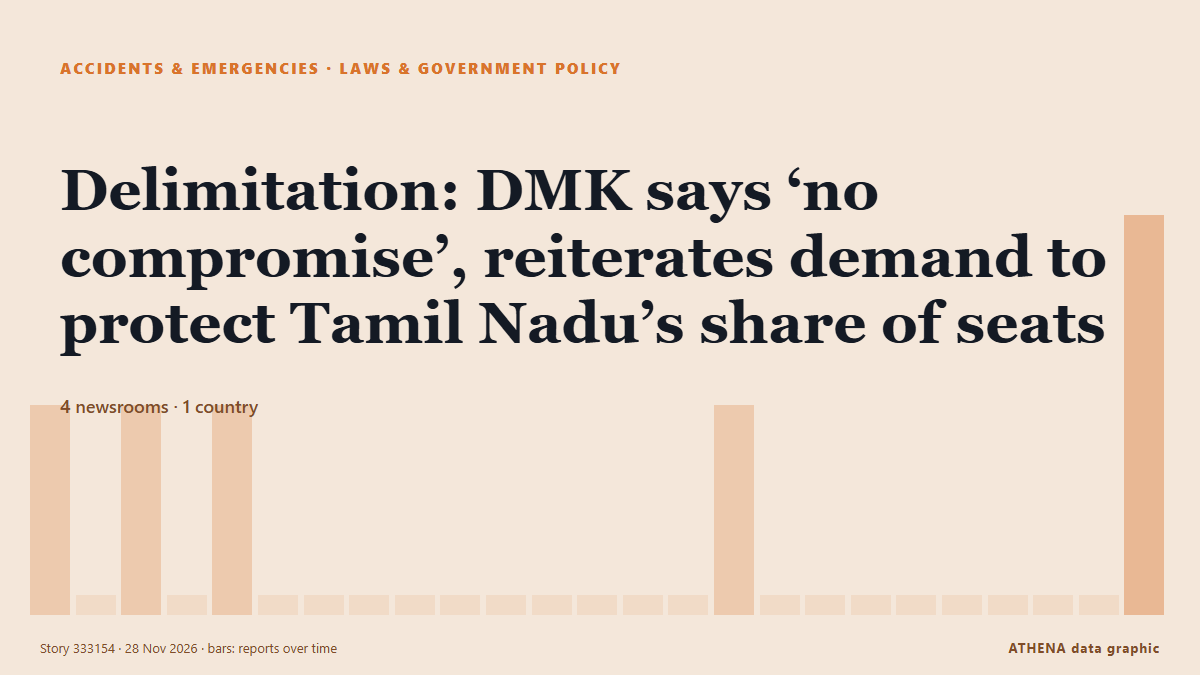 ACCIDENTS & EMERGENCIES · LAWS & GOVERNMENT POLICY
Delimitation: DMK says ‘no
compromise’, reiterates demand to
protect Tamil Nadu’s share of seats
4 newsrooms · 1 country
Story 333154 · 28 Nov 2026 · bars: reports over time
ATHENA data graphic